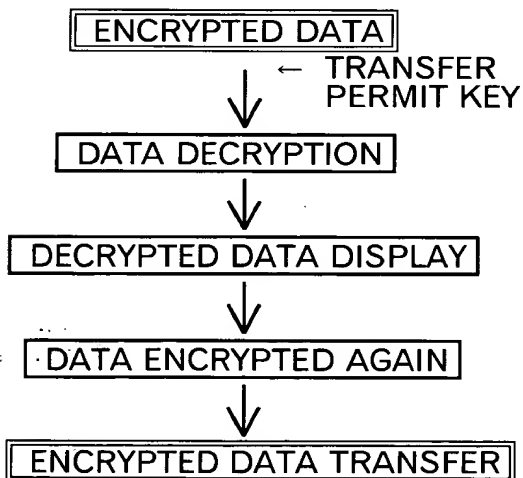 ENCRYPTED DATA
← TRANSFER
PERMIT KEY
DATA DECRYPTION
DECRYPTED DATA DISPLAY
DATA ENCRYPTED AGAIN
ENCRYPTED DATA TRANSFER